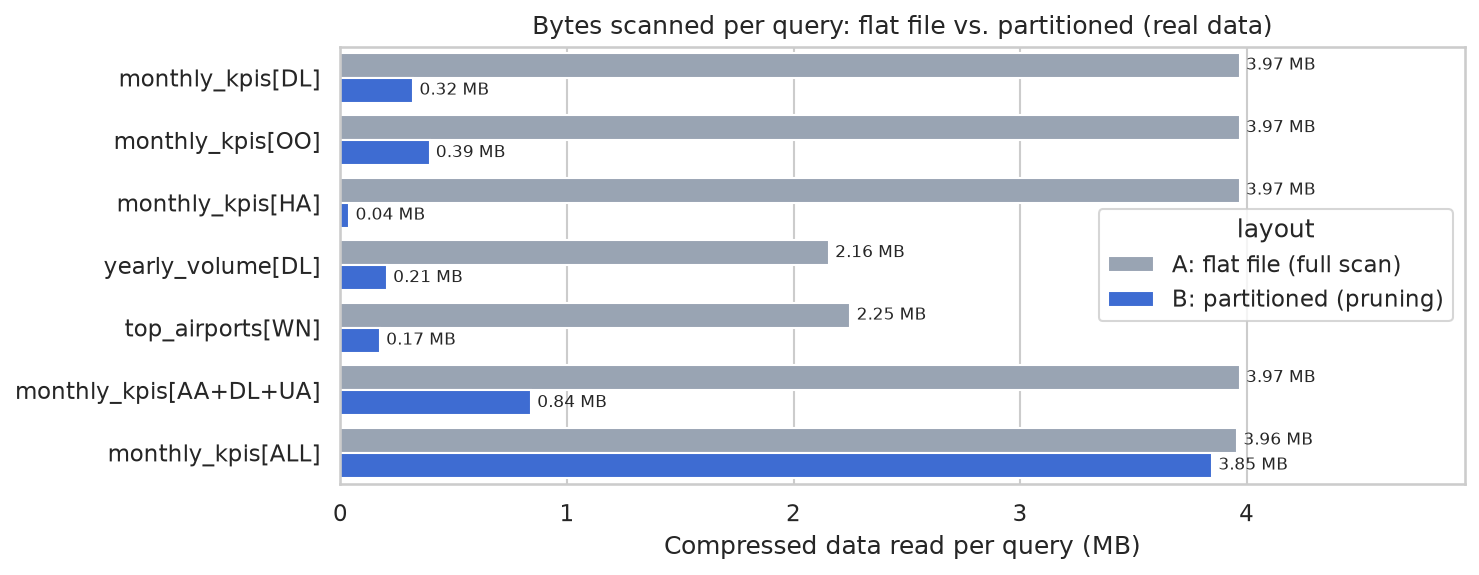 Bytes scanned per query: flat file vs. partitioned (real data)
monthly_kpis[DL]
3.97 MB
0.32 MB
monthly_kpis[OO]
3.97 MB
0.39 MB
monthly_kpis[HA]
3.97 MB
0.04 MB
yearly_volume[DL]
2.16 MB
0.21 MB
top_airports[WN]
2.25 MB
0.17 MB
monthly_kpis[AA+DL+UA]
3.97 MB
0.84 MB
monthly_kpis[ALL]
3.96 MB
3.85 MB
layout
A: flat file (full scan)
B: partitioned (pruning)
0 1 2 3 4
Compressed data read per query (MB)